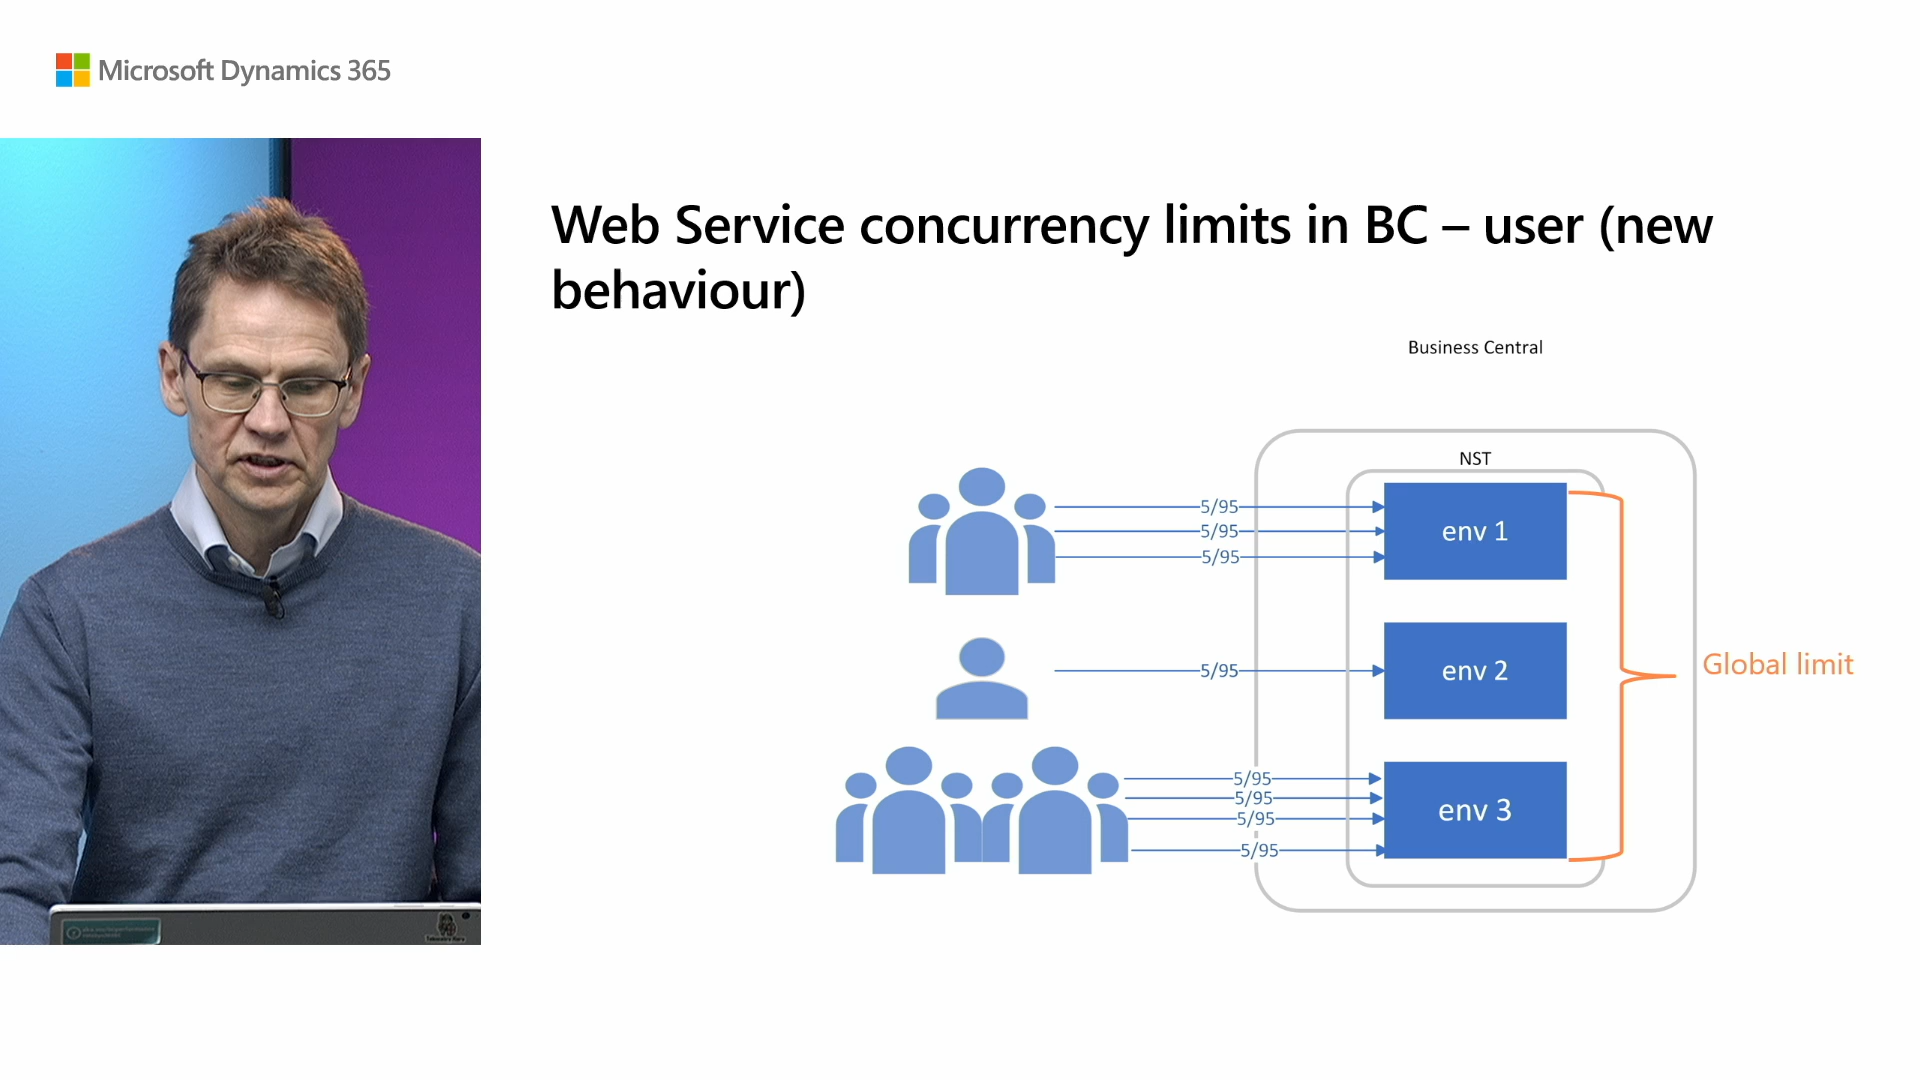 Microsoft Dynamics 365
Web Service concurrency limits in BC – user (new
behaviour)
Business Central
NST
5/95
5/95
5/95
env 1
5/95
env 2
Global limit
5/95
5/95
5/95
5/95
env 3